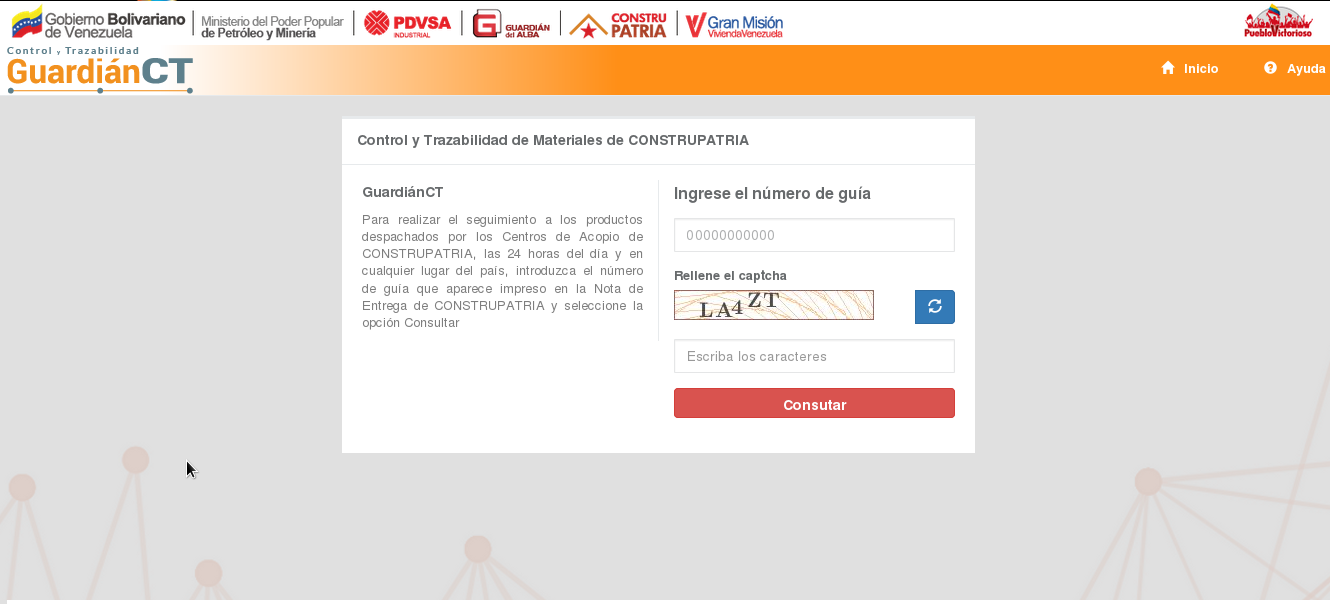 Gobierno Bolivariano
de Venezuela
Ministerio del Poder Popular
de Petróleo y Minería
PDVSA
INDUSTRIAL
GUARDIÁN
del ALBA
CONSTRU
PATRIA
Gran Misión
ViviendaVenezuela
PuebloVictorioso
Control y Trazabilidad
GuardiánCT
Inicio
Ayuda
Control y Trazabilidad de Materiales de CONSTRUPATRIA
GuardiánCT
Para realizar el seguimiento a los productos
despachados por los Centros de Acopio de
CONSTRUPATRIA, las 24 horas del día y en
cualquier lugar del país, introduzca el número
de guía que aparece impreso en la Nota de
Entrega de CONSTRUPATRIA y seleccione la
opción Consultar
Ingrese el número de guía
00000000000
Rellene el captcha
LA4ZT
Escriba los caracteres
Consutar